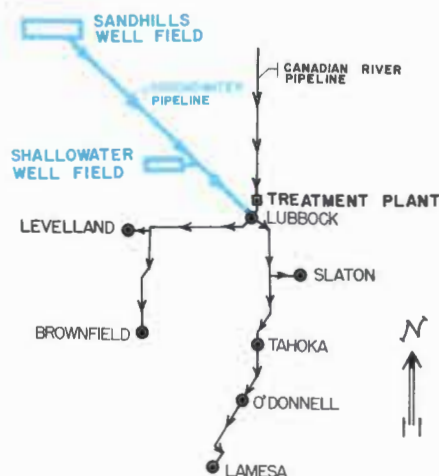 SANDHILLS
WELL FIELD
CANADIAN RIVER
PIPELINE
PIPELINE
SHALLOWATER
WELL FIELD
TREATMENT PLANT
LUBBOCK
LEVELLAND
SLATON
BROWNFIELD
TAHOKA
N
O'DONNELL
LAMESA